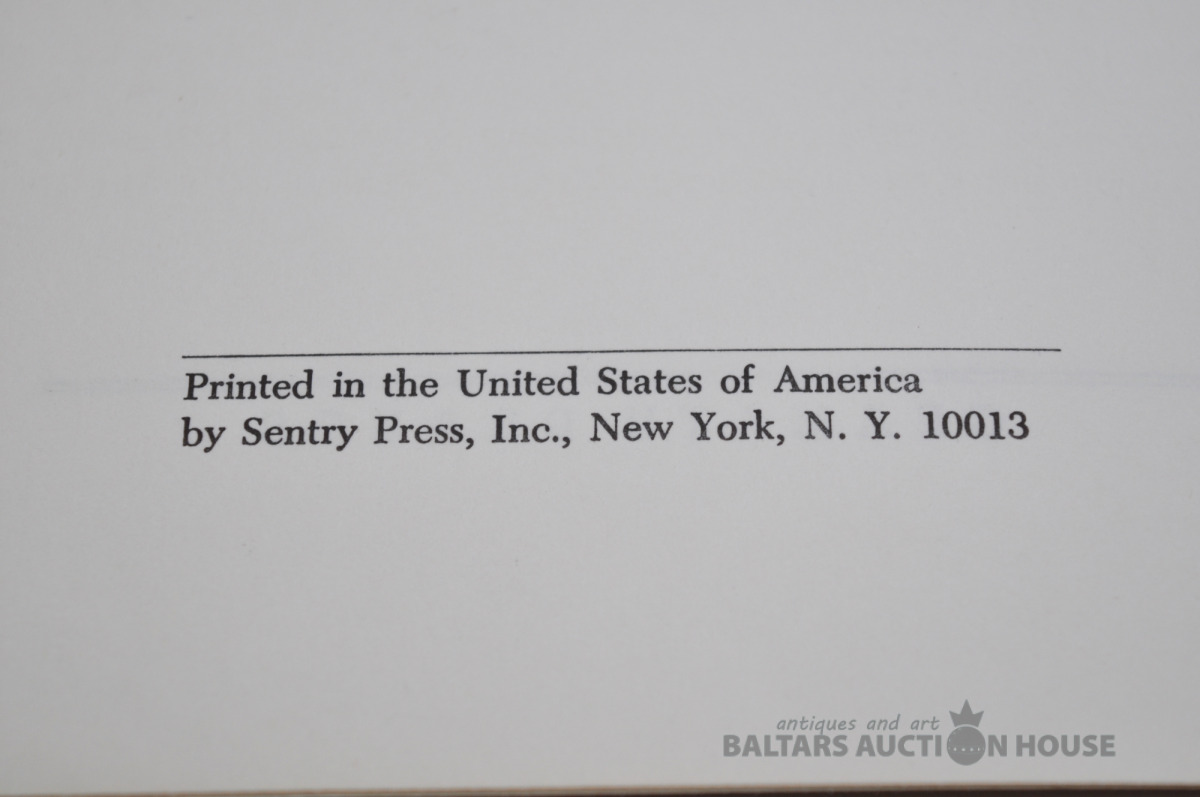 Printed in the United States of America
by Sentry Press, Inc., New York, N. Y. 10013
antiques and art
BALTARS AUCTION HOUSE